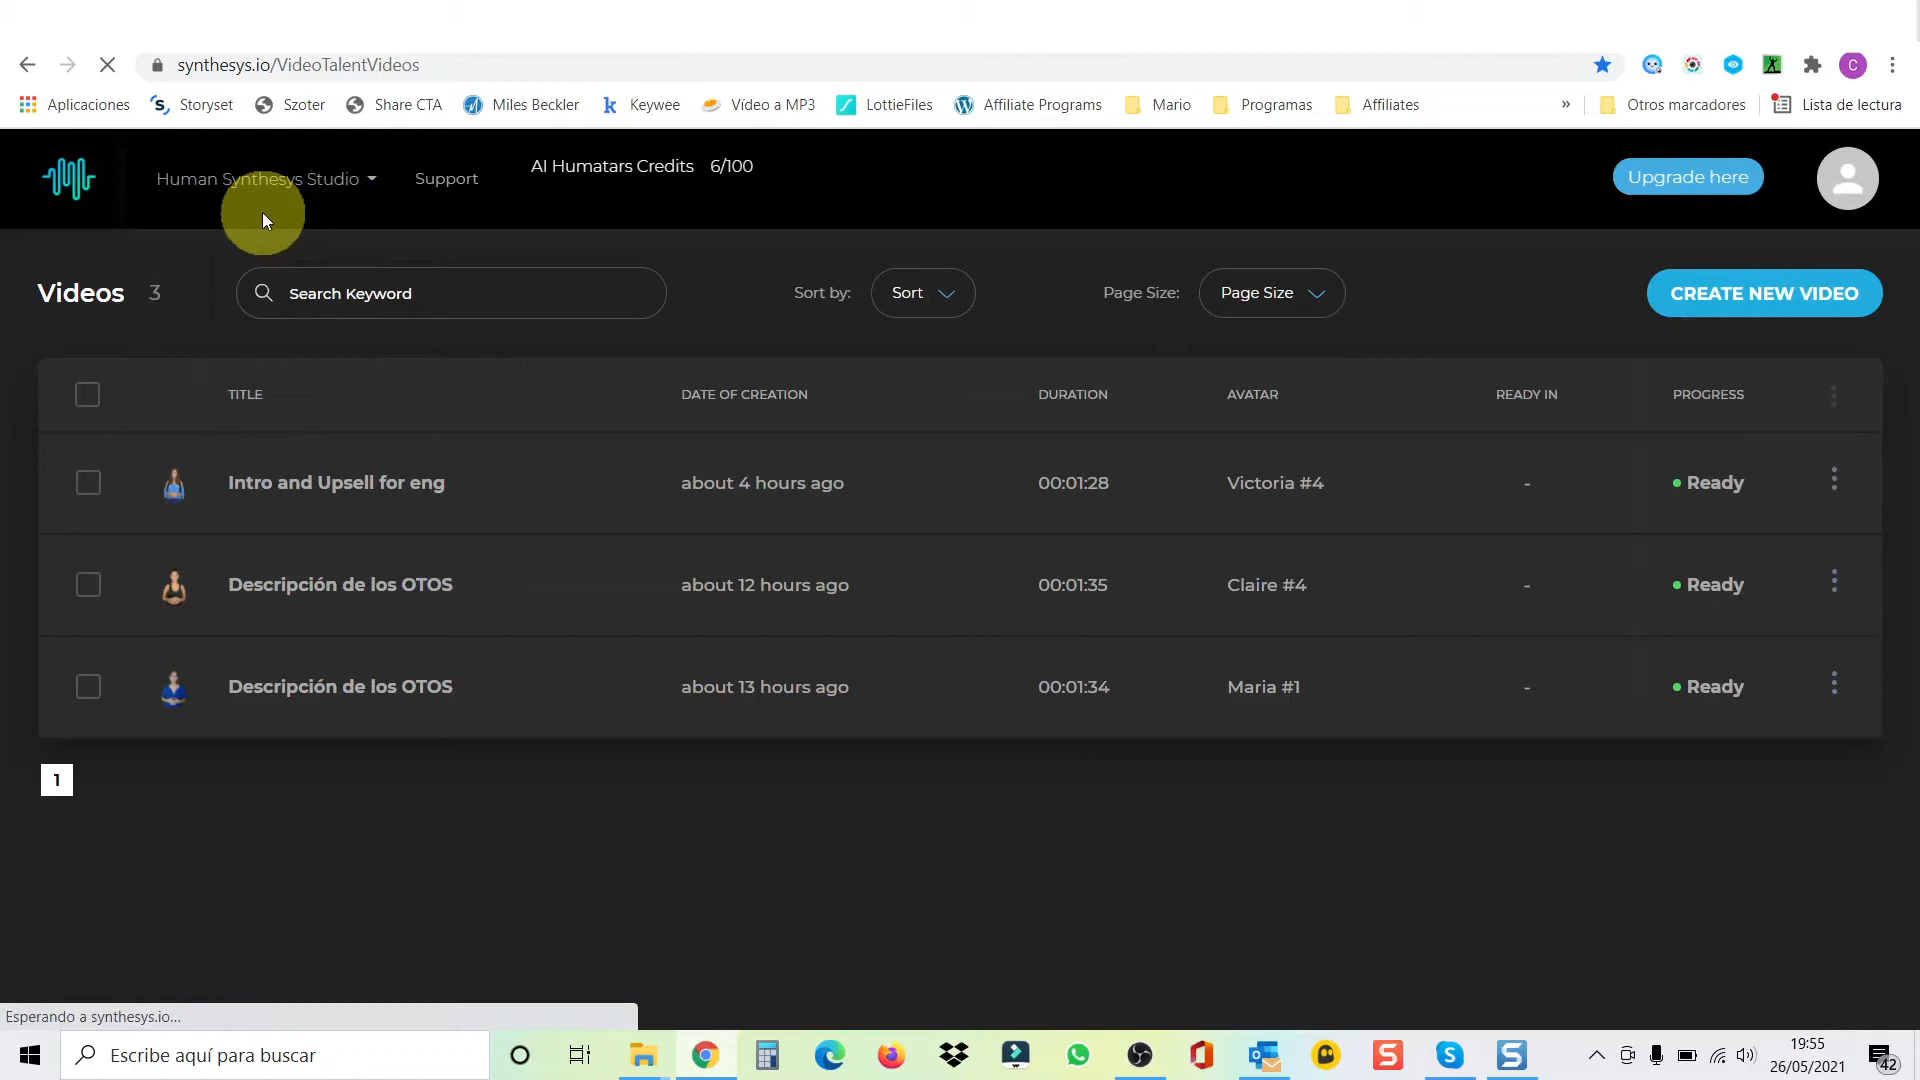 synthesys.io/VideoTalentVideos
C
Aplicaciones Storyset Szoter Share CTA Miles Beckler Keywee Vídeo a MP3 LottieFiles Affiliate Programs Mario Programas Affiliates » Otros marcadores Lista de lectura
Human Synthesys Studio Support AI Humatars Credits 6/100 Upgrade here
Videos 3 Search Keyword Sort by: Sort Page Size: Page Size CREATE NEW VIDEO
TITLE DATE OF CREATION DURATION AVATAR READY IN PROGRESS
Intro and Upsell for eng about 4 hours ago 00:01:28 Victoria #4 - Ready
Descripción de los OTOS about 12 hours ago 00:01:35 Claire #4 - Ready
Descripción de los OTOS about 13 hours ago 00:01:34 Maria #1 - Ready
1
Esperando a synthesys.io...
Escribe aquí para buscar
19:55
26/05/2021
42